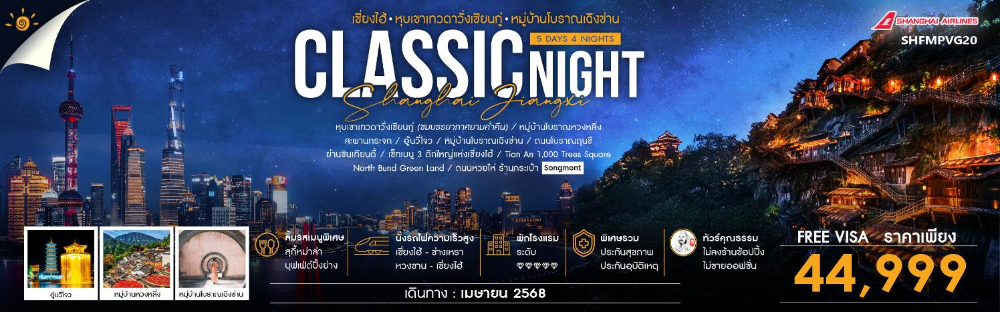 เซี่ยงไฮ้ • หุบเขาเทวดาวั่งเซียนกู่ • หมู่บ้านโบราณเฉิงข่าน
5 DAYS 4 NIGHTS
CLASSIC NIGHT
Shanghai Jiangxi
SHANGHAI AIRLINES
SHFMPVG20
หุบเขาเทวดาวั่งเซียนกู่ (ชมบรรยากาศยามค่ำคืน) / หมู่บ้านโบราณหวงหลิ่ง
สะพานกระจก / อู้นวี่โจว / หมู่บ้านโบราณเฉิงข่าน / ถนนโบราณถุนซี
ย่านซินเทียนตี้ / เช็กเมนู 3 ตึกใหญ่แห่งเซี่ยงไฮ้ / Tian An 1,000 Trees Square
North Bund Green Land / ถนนหวยไห่ ร้านกระเป๋า Songmont
อู้นวี่โจว
หมู่บ้านหวงหลิ่ง
หมู่บ้านโบราณเฉิงข่าน
ลิ้มรสเมนูพิเศษ
สุกี้หม่าล่า
บุฟเฟ่ต์ปิ้งย่าง
นั่งรถไฟความเร็วสูง
เซี่ยงไฮ้ - ซ่างเหรา
หวงซาน - เซี่ยงไฮ้
พักโรงแรม
ระดับ
พิเศษรวม
ประกันสุขภาพ
ประกันอุบัติเหตุ
ทัวร์คุณธรรม
ไม่ลงร้านช้อปปิ้ง
ไม่ขายออฟชั่น
FREE VISA ราคาเพียง
44,999
เดินทาง : เมษายน 2568